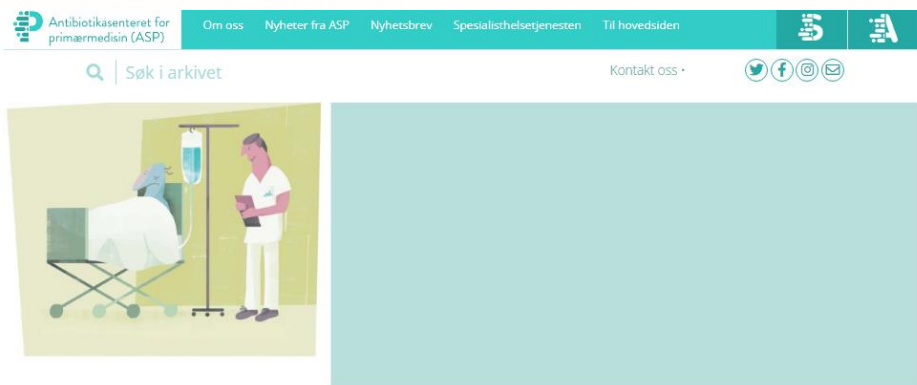 Antibiotikasenteret for
primærmedisin (ASP)
Om oss Nyheter fra ASP Nyhetsbrev Spesialisthelsetjenesten Til hovedsiden
Søk i arkivet
Kontakt oss •